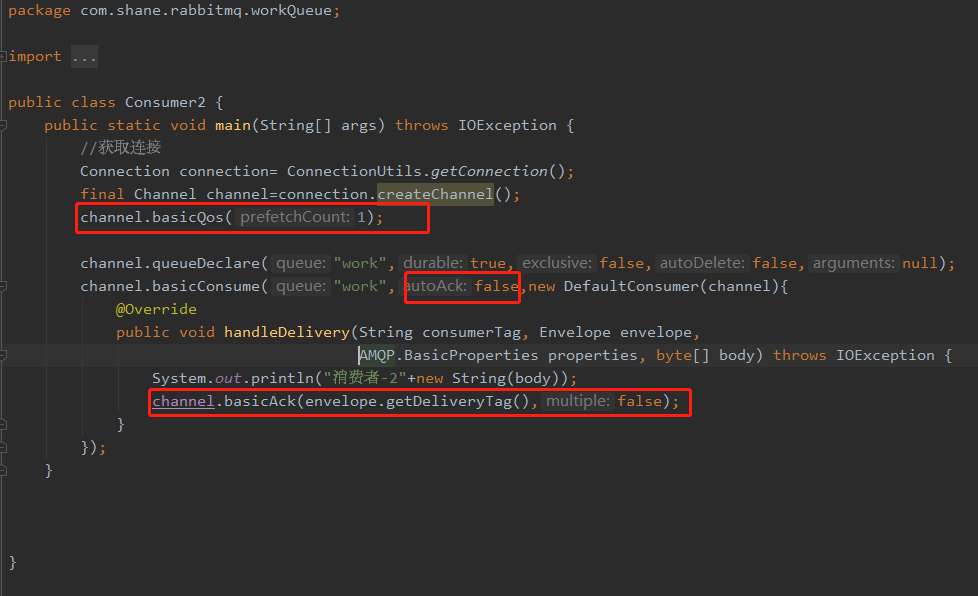 package com.shane.rabbitmq.workQueue;
import ...
public class Consumer2 {
public static void main(String[] args) throws IOException {
//获取连接
Connection connection= ConnectionUtils.getConnection();
final Channel channel=connection.createChannel();
channel.basicQos( prefetchCount: 1);
channel.queueDeclare( queue: "work", durable: true, exclusive: false, autoDelete: false, arguments: null);
channel.basicConsume( queue: "work", autoAck: false,new DefaultConsumer(channel){
@Override
public void handleDelivery(String consumerTag, Envelope envelope,
AMQP.BasicProperties properties, byte[] body) throws IOException {
System.out.println("消费者-2"+new String(body));
channel.basicAck(envelope.getDeliveryTag(), multiple: false);
}
});
}
}